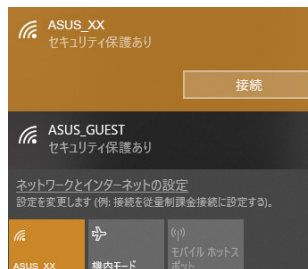 ASUS_XX
セキュリティ保護あり
接続
ASUS_GUEST
セキュリティ保護あり
ネットワークとインターネットの設定
設定を変更します (例: 接続を従量制課金接続に設定する)。
ASUS_XX
機内モード
モバイル ホットス
ポット